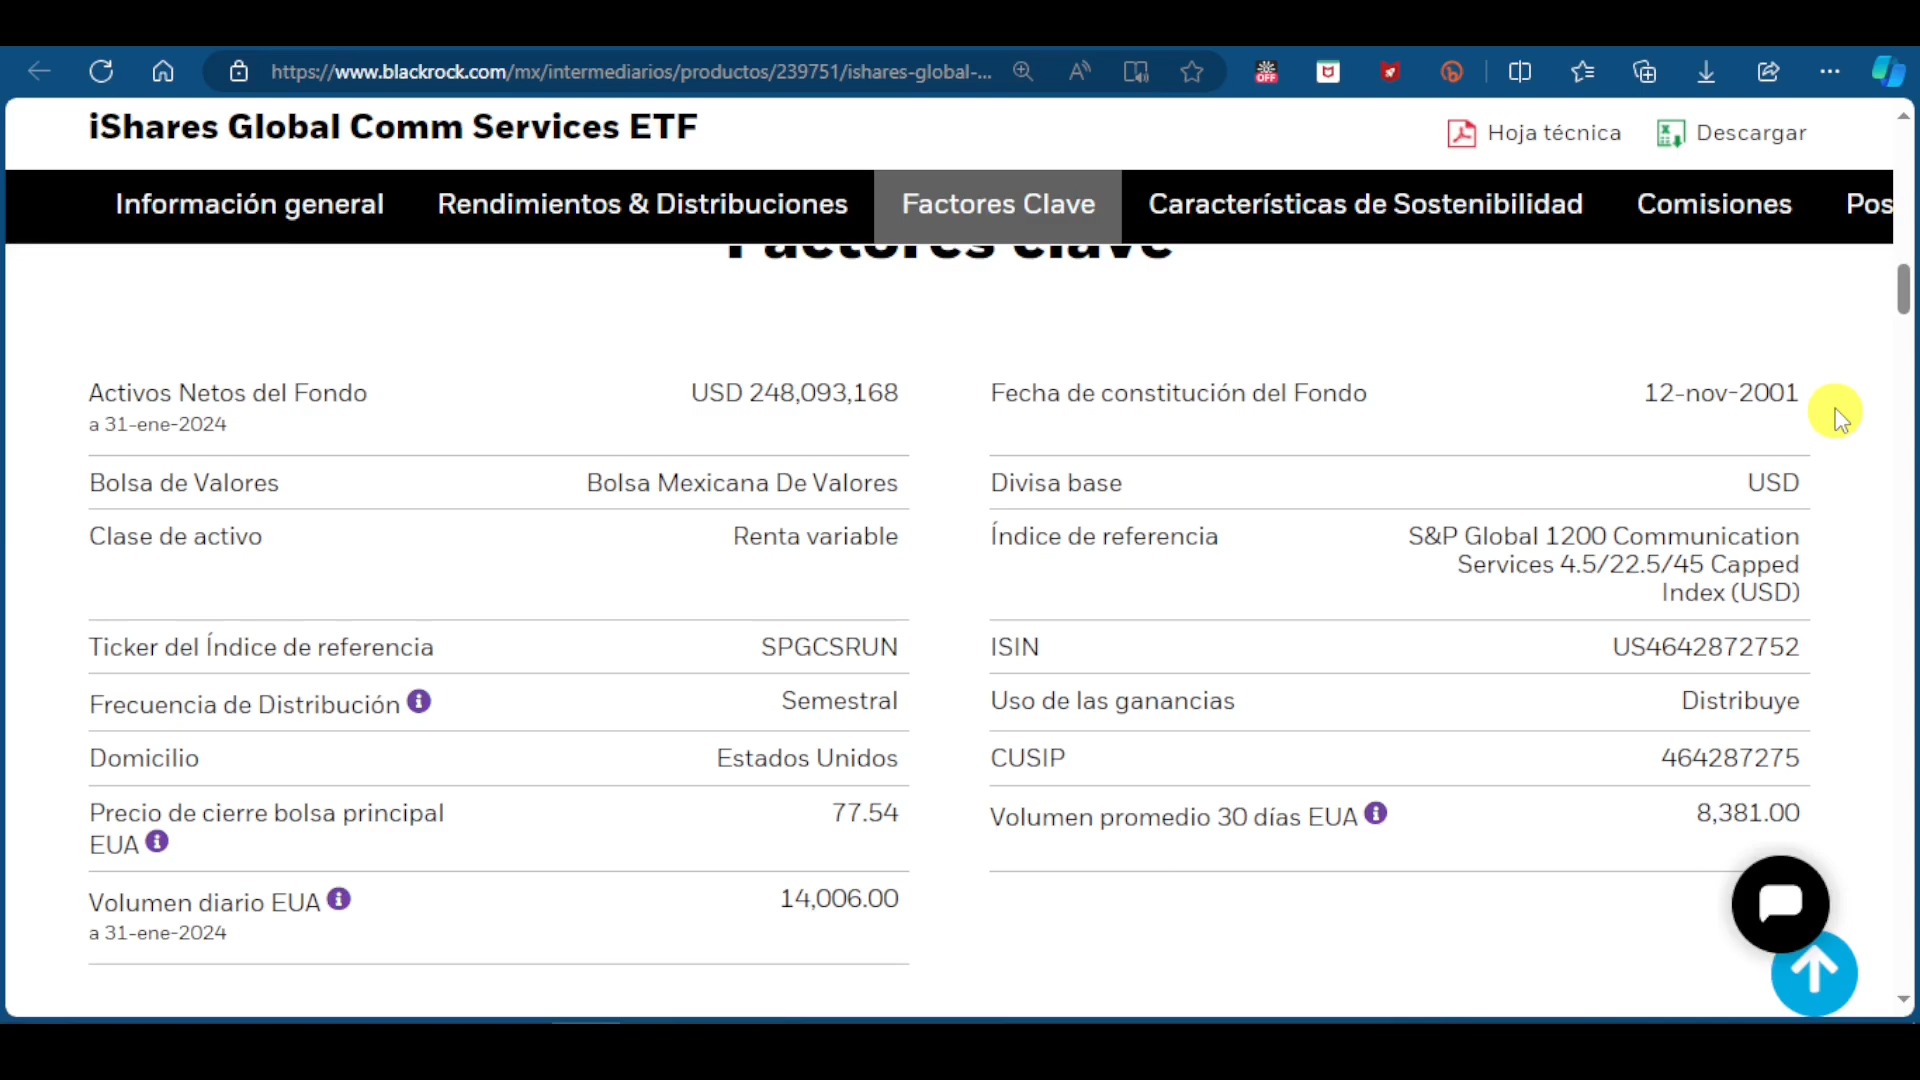 https://www.blackrock.com/mx/intermediarios/productos/239751/ishares-global-...
OFF
iShares Global Comm Services ETF
Hoja técnica
Descargar
Información general
Rendimientos & Distribuciones
Factores Clave
Características de Sostenibilidad
Comisiones
Pos
Factores clave
Activos Netos del Fondo
a 31-ene-2024
USD 248,093,168
Fecha de constitución del Fondo
12-nov-2001
Bolsa de Valores
Bolsa Mexicana De Valores
Divisa base
USD
Clase de activo
Renta variable
Índice de referencia
S&P Global 1200 Communication
Services 4.5/22.5/45 Capped
Index (USD)
Ticker del Índice de referencia
SPGCSRUN
ISIN
US4642872752
Frecuencia de Distribución
Semestral
Uso de las ganancias
Distribuye
Domicilio
Estados Unidos
CUSIP
464287275
Precio de cierre bolsa principal
EUA
77.54
Volumen promedio 30 días EUA
8,381.00
Volumen diario EUA
a 31-ene-2024
14,006.00